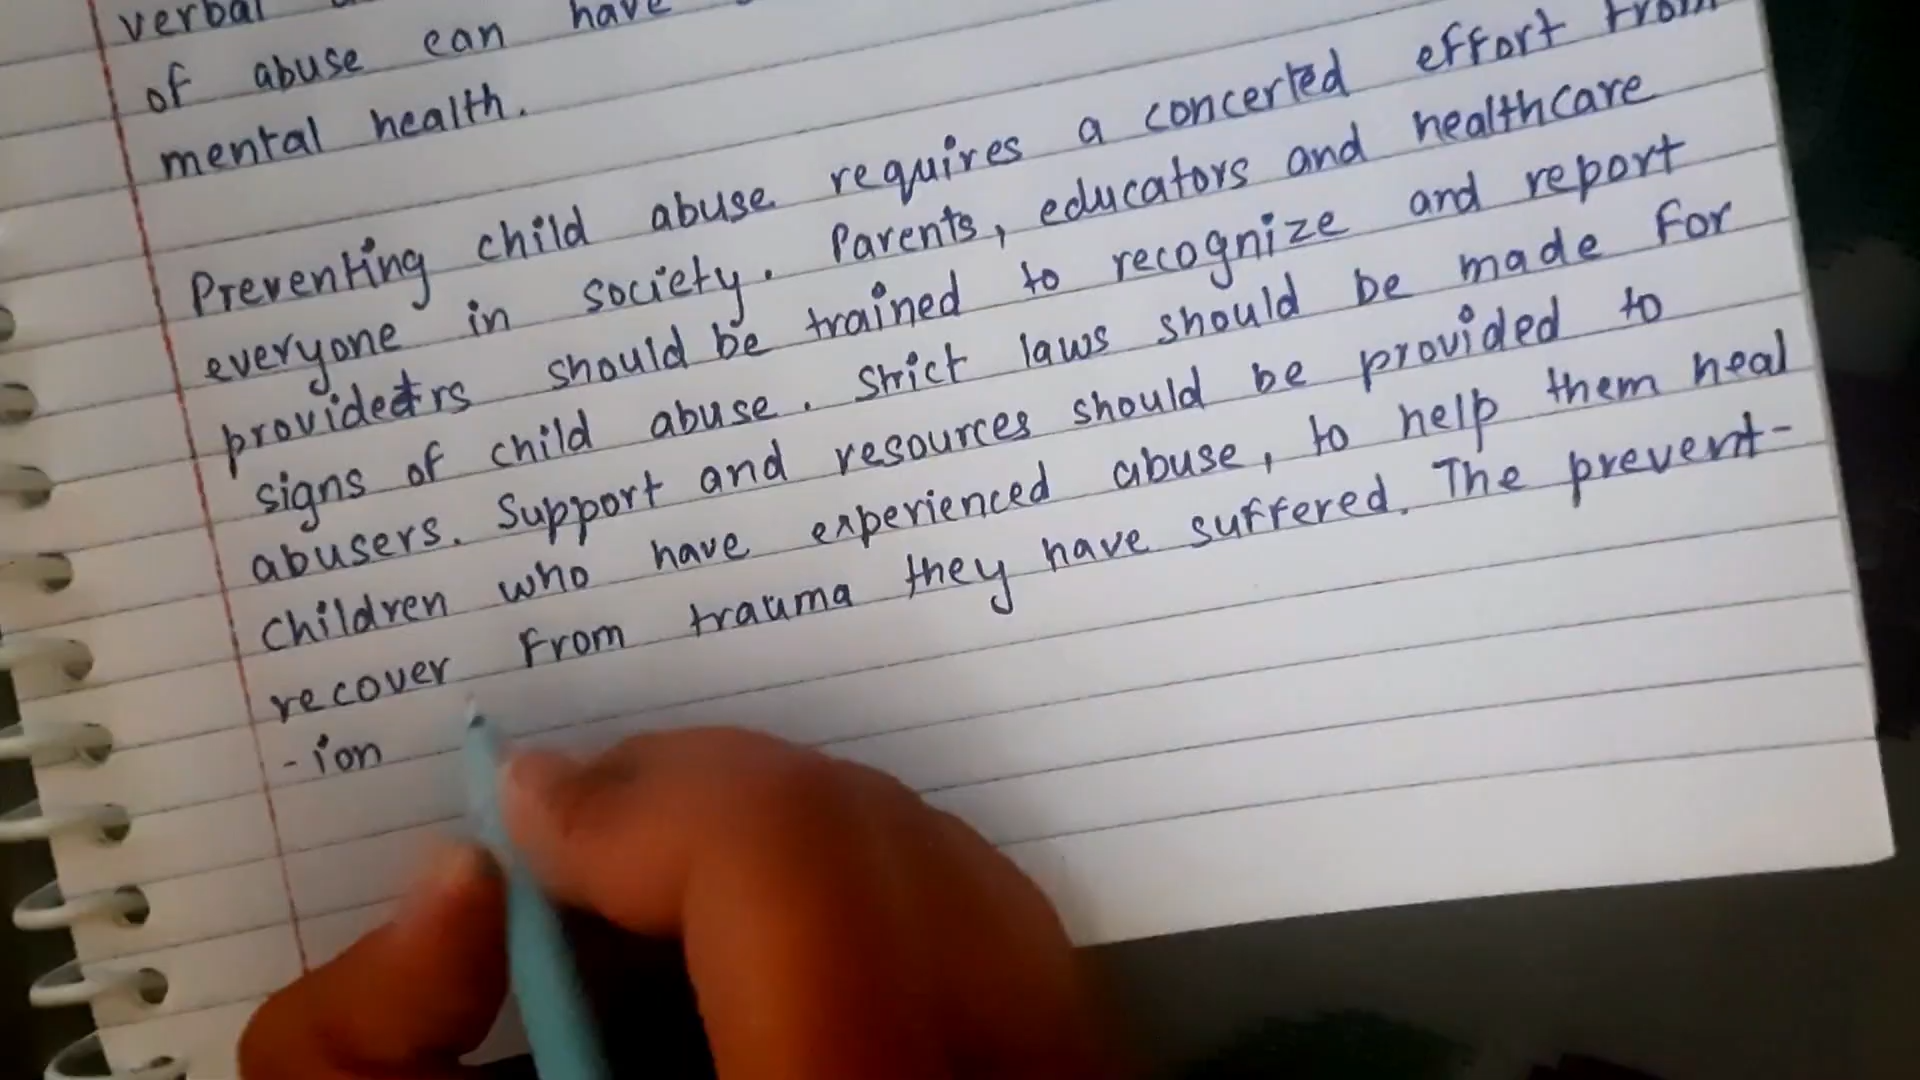 verbal
of abuse can have
mental health.
Preventing child abuse requires a concerted effort from
everyone in society. Parents, educators and healthcare
providers should be trained to recognize and report
signs of child abuse. Strict laws should be made for
abusers. Support and resources should be provided to
children who have experienced abuse, to help them heal
recover from trauma they have suffered. The prevent-
-ion